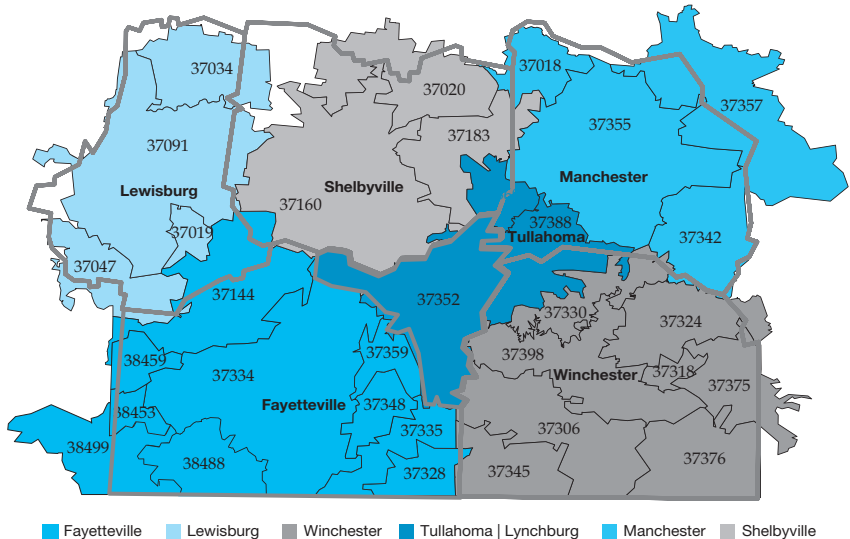 37034
37020
37018
37357
37355
37183
37091
Manchester
Lewisburg
Shelbyville
37160
37388
37019
Tullahoma
37342
37047
37144
37352
37330
37324
37359
37398
38459
37334
Winchester
37318
37375
38453
Fayetteville
37348
37335
37306
38499
38488
37328
37345
37376
Fayetteville
Lewisburg
Winchester
Tullahoma | Lynchburg
Manchester
Shelbyville